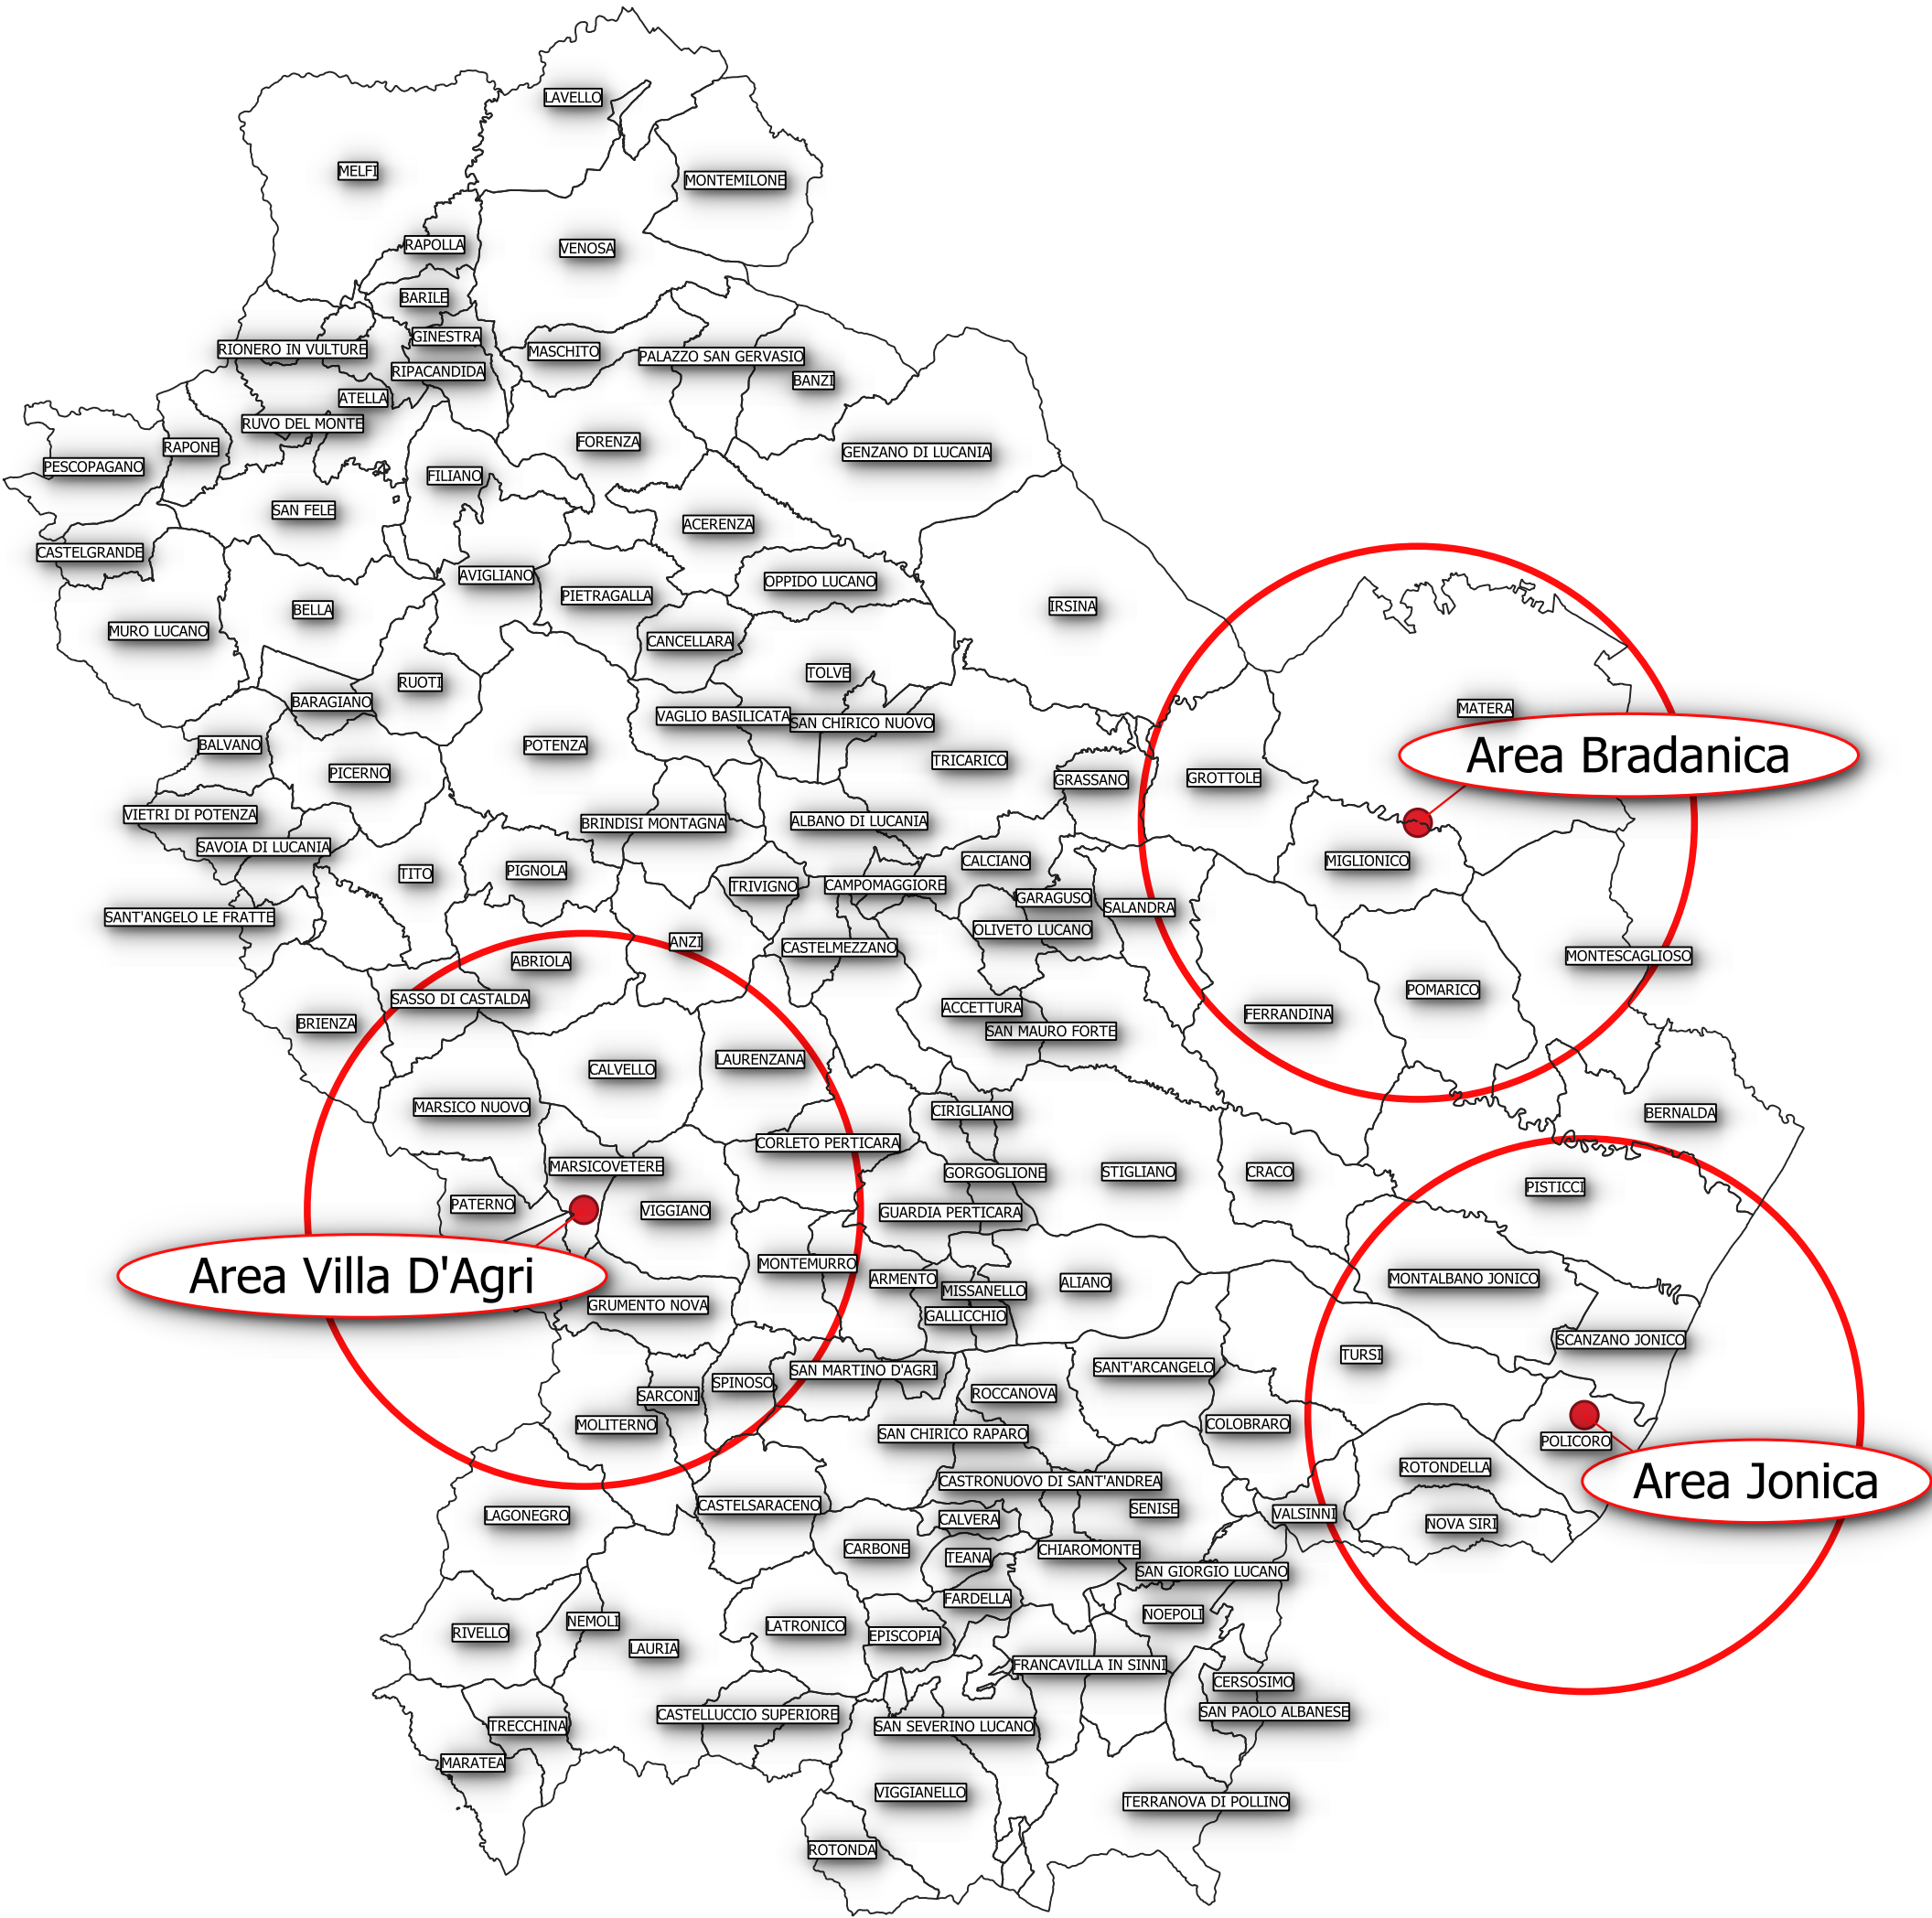 LAVELLO
MELFI
MONTEMILONE
RAPOLLA
VENOSA
BARILE
GINESTRA
RIONERO IN VULTURE
MASCHITO
PALAZZO SAN GERVASIO
RIPACANDIDA
BANZI
ATELLA
RUVO DEL MONTE
FORENZA
RAPONE
GENZANO DI LUCANIA
PESCOPAGANO
FILIANO
SAN FELE
ACERENZA
CASTELGRANDE
AVIGLIANO
OPPIDO LUCANO
PIETRAGALLA
IRSINA
BELLA
MURO LUCANO
CANCELLARA
TOLVE
RUOTI
BARAGIANO
MATERA
VAGLIO BASILICATA
SAN CHIRICO NUOVO
BALVANO
POTENZA
Area Bradanica
TRICARICO
PICERNO
GRASSANO
GROTTOLE
VIETRI DI POTENZA
BRINDISI MONTAGNA
ALBANO DI LUCANIA
SAVOIA DI LUCANIA
CALCIANO
MIGLIONICO
PIGNOLA
TITO
TRIVIGNO
CAMPOMAGGIORE
GARAGUSO
SALANDRA
SANT'ANGELO LE FRATTE
OLIVETO LUCANO
ANZI
CASTELMEZZANO
MONTESCAGLIOSO
ABRIOLA
POMARICO
SASSO DI CASTALDA
ACCETTURA
FERRANDINA
BRIENZA
SAN MAURO FORTE
LAURENZANA
CALVELLO
MARSICO NUOVO
CIRIGLIANO
BERNALDA
CORLETO PERTICARA
MARSICOVETERE
GORGOGLIONE
STIGLIANO
CRACO
PISTICCI
PATERNO
VIGGIANO
GUARDIA PERTICARA
MONTEMURRO
Area Villa D'Agri
ARMENTO
MONTALBANO JONICO
ALIANO
MISSANELLO
GRUMENTO NOVA
GALLICCHIO
SCANZANO JONICO
TURSI
SANT'ARCANGELO
SAN MARTINO D'AGRI
SPINOSO
ROCCANOVA
SARCONI
MOLITERNO
COLOBRARO
SAN CHIRICO RAPARO
POLICORO
ROTONDELLA
CASTRONUOVO DI SANT'ANDREA
Area Jonica
CASTELSARACENO
SENISE
VALSINNI
LAGONEGRO
CALVERA
NOVA SIRI
CARBONE
CHIAROMONTE
TEANA
SAN GIORGIO LUCANO
FARDELLA
NOEPOLI
NEMOLI
LATRONICO
RIVELLO
EPISCOPIA
LAURIA
FRANCAVILLA IN SINNI
CERSOSIMO
SAN PAOLO ALBANESE
CASTELLUCCIO SUPERIORE
TRECCHINA
SAN SEVERINO LUCANO
MARATEA
VIGGIANELLO
TERRANOVA DI POLLINO
ROTONDA